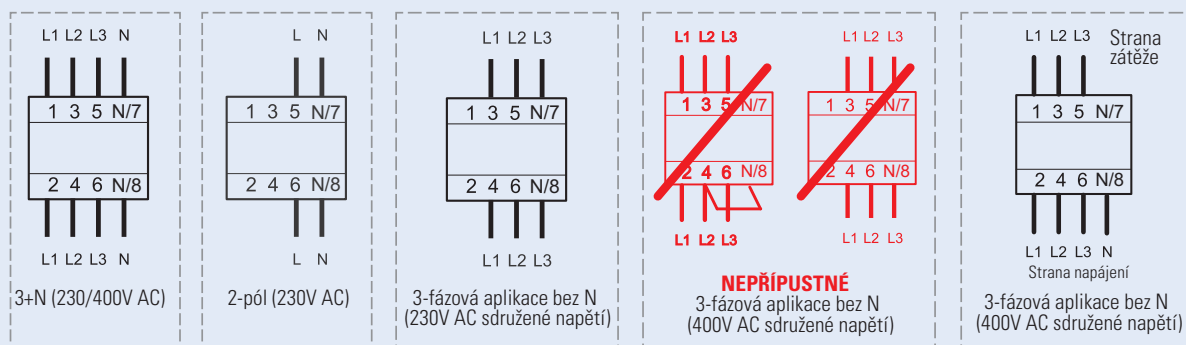 L1 L2 L3 N
1 3 5 N/7
2 4 6 N/8
L1 L2 L3 N
3+N (230/400V AC)
L N
1 3 5 N/7
2 4 6 N/8
L N
2-pól (230V AC)
L1 L2 L3
1 3 5 N/7
2 4 6 N/8
L1 L2 L3
3-fázová aplikace bez N
(230V AC sdružené napětí)
L1 L2 L3
1 3 5 N/7
2 4 6 N/8
L1 L2 L3
L1 L2 L3
1 3 5 N/7
2 4 6 N/8
L1 L2 L3
NEPŘÍPUSTNÉ
3-fázová aplikace bez N
(400V AC sdružené napětí)
L1 L2 L3
Strana
zátěže
1 3 5 N/7
2 4 6 N/8
L1 L2 L3 N
Strana napájení
3-fázová aplikace bez N
(400V AC sdružené napětí)